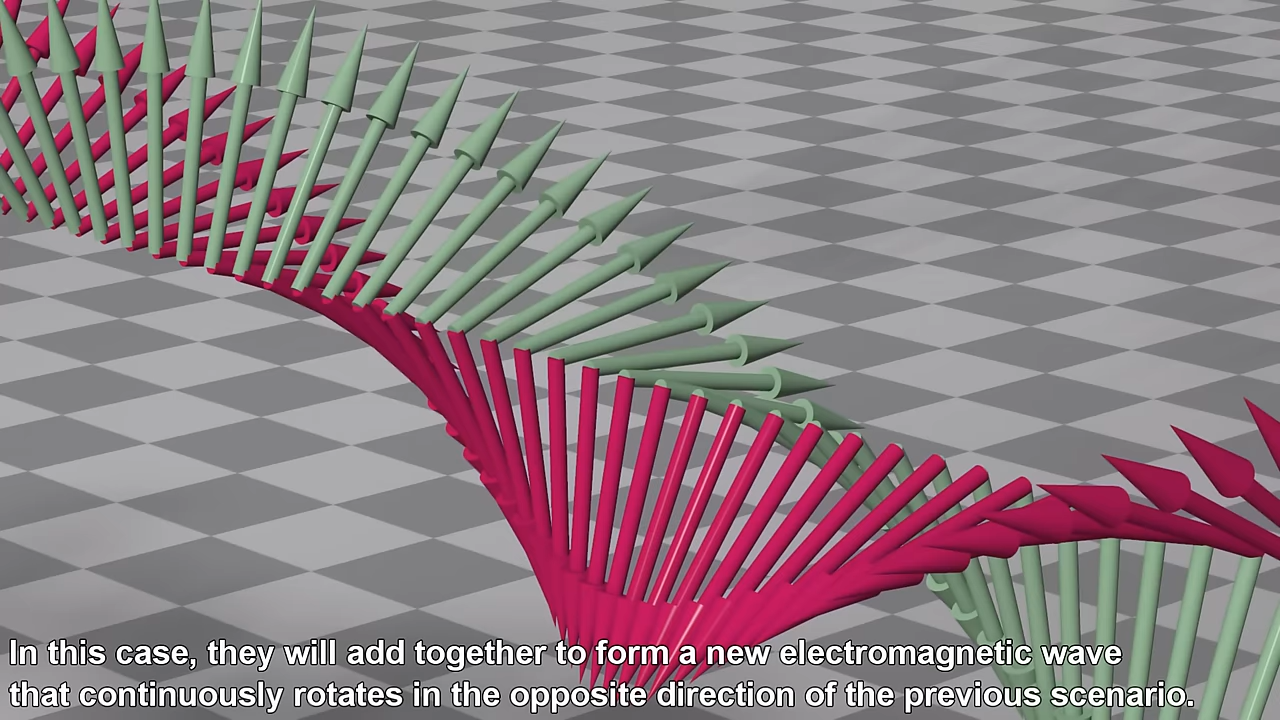 In this case, they will add together to form a new electromagnetic wave
that continuously rotates in the opposite direction of the previous scenario.